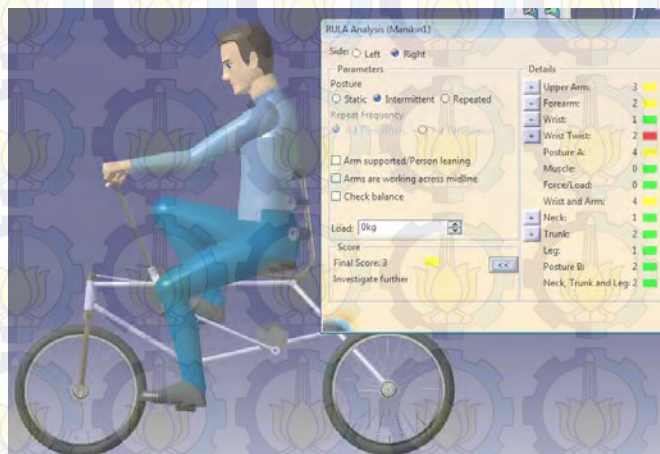 RULA Analysis (Manikin1)
Side: Left Right
Parameters
Posture
Static Intermittent Repeated
Repeat Frequency
Arm supported/Person leaning
Arms are working across midline
Check balance
Load: 0kg
Score
Final Score: 3
<<
Investigate further
Details
+ Upper Arm: 3
+ Forearm: 2
+ Wrist: 1
+ Wrist Twist: 2
Posture A: 4
Muscle: 0
Force/Load: 0
Wrist and Arm: 4
+ Neck: 1
+ Trunk: 2
Leg: 1
Posture B: 2
Neck, Trunk and Leg: 2